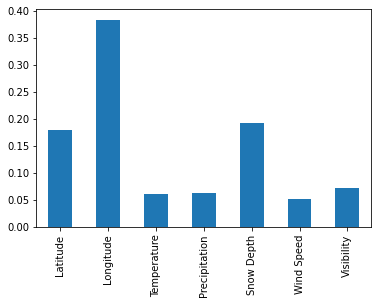 0.40
0.35
0.30
0.25
0.20
0.15
0.10
0.05
0.00
Latitude
Longitude
Temperature
Precipitation
Snow Depth
Wind Speed
Visibility